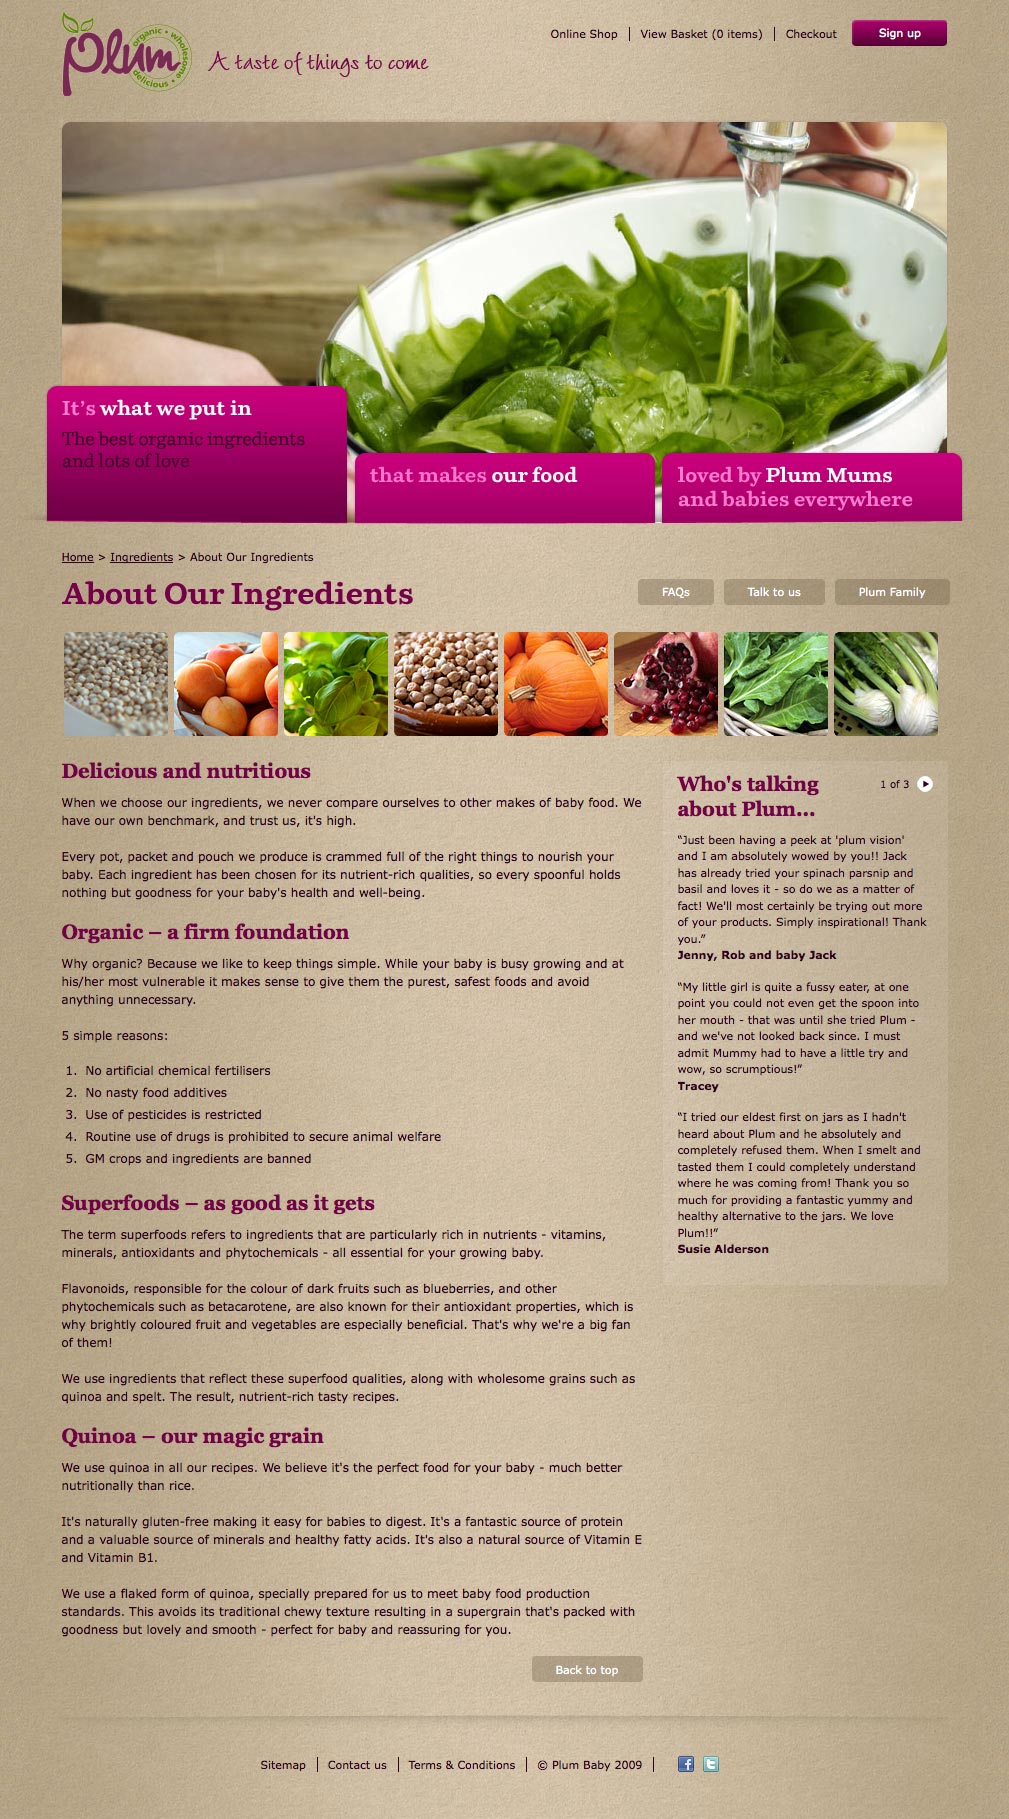 plum
organic • wholesome • delicious •
A taste of things to come
Online Shop | View Basket (0 items) | Checkout
Sign up
It's what we put in
The best organic ingredients
and lots of love
that makes our food
loved by Plum Mums
and babies everywhere
Home > Ingredients > About Our Ingredients
About Our Ingredients
FAQs
Talk to us
Plum Family
Delicious and nutritious
When we choose our ingredients, we never compare ourselves to other makes of baby food. We
have our own benchmark, and trust us, it's high.
Every pot, packet and pouch we produce is crammed full of the right things to nourish your
baby. Each ingredient has been chosen for its nutrient-rich qualities, so every spoonful holds
nothing but goodness for your baby's health and well-being.
Organic – a firm foundation
Why organic? Because we like to keep things simple. While your baby is busy growing and at
his/her most vulnerable it makes sense to give them the purest, safest foods and avoid
anything unnecessary.
5 simple reasons:
1. No artificial chemical fertilisers
2. No nasty food additives
3. Use of pesticides is restricted
4. Routine use of drugs is prohibited to secure animal welfare
5. GM crops and ingredients are banned
Superfoods – as good as it gets
The term superfoods refers to ingredients that are particularly rich in nutrients - vitamins,
minerals, antioxidants and phytochemicals - all essential for your growing baby.
Flavonoids, responsible for the colour of dark fruits such as blueberries, and other
phytochemicals such as betacarotene, are also known for their antioxidant properties, which is
why brightly coloured fruit and vegetables are especially beneficial. That's why we're a big fan
of them!
We use ingredients that reflect these superfood qualities, along with wholesome grains such as
quinoa and spelt. The result, nutrient-rich tasty recipes.
Quinoa – our magic grain
We use quinoa in all our recipes. We believe it's the perfect food for your baby - much better
nutritionally than rice.
It's naturally gluten-free making it easy for babies to digest. It's a fantastic source of protein
and a valuable source of minerals and healthy fatty acids. It's also a natural source of Vitamin E
and Vitamin B1.
We use a flaked form of quinoa, specially prepared for us to meet baby food production
standards. This avoids its traditional chewy texture resulting in a supergrain that's packed with
goodness but lovely and smooth - perfect for baby and reassuring for you.
Back to top
Who's talking
about Plum...
1 of 3
“Just been having a peek at 'plum vision'
and I am absolutely wowed by you!! Jack
has already tried your spinach parsnip and
basil and loves it - so do we as a matter of
fact! We'll most certainly be trying out more
of your products. Simply inspirational! Thank
you.”
Jenny, Rob and baby Jack
“My little girl is quite a fussy eater, at one
point you could not even get the spoon into
her mouth - that was until she tried Plum -
and we've not looked back since. I must
admit Mummy had to have a little try and
wow, so scrumptious!”
Tracey
“I tried our eldest first on jars as I hadn't
heard about Plum and he absolutely and
completely refused them. When I smelt and
tasted them I could completely understand
where he was coming from! Thank you so
much for providing a fantastic yummy and
healthy alternative to the jars. We love
Plum!!”
Susie Alderson
Sitemap | Contact us | Terms & Conditions | © Plum Baby 2009 |